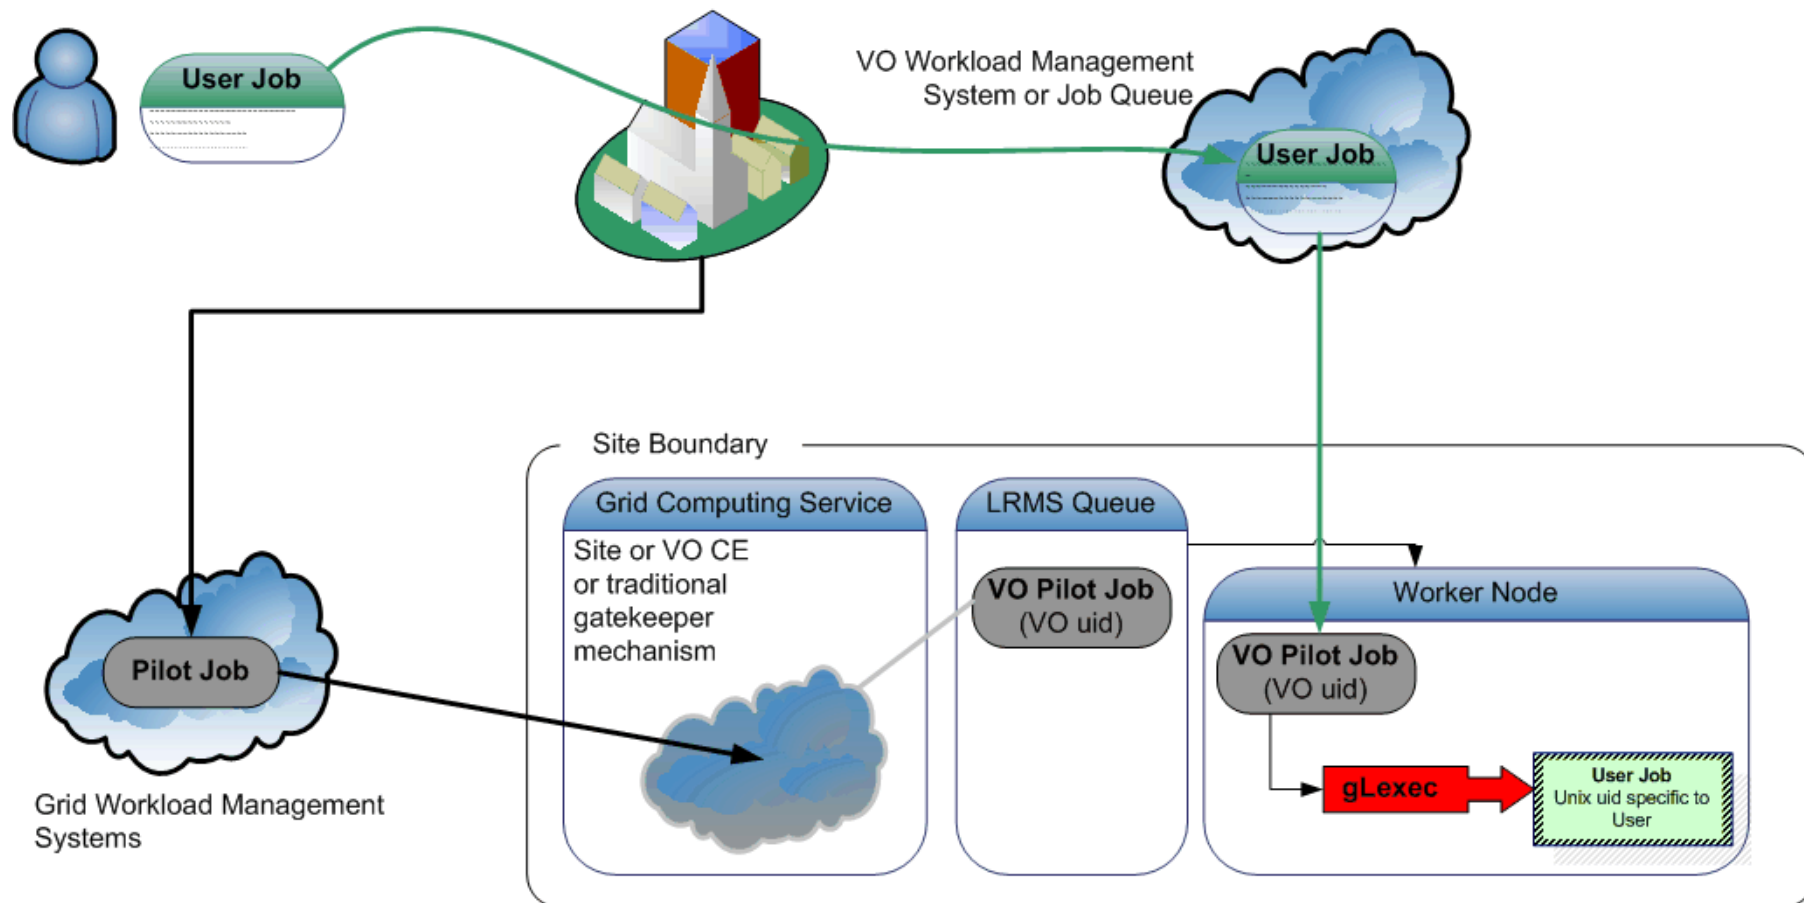 User Job
VO Workload Management
System or Job Queue
User Job
Site Boundary
Grid Computing Service
Site or VO CE
or traditional
gatekeeper
mechanism
LRMS Queue
VO Pilot Job
(VO uid)
Worker Node
VO Pilot Job
(VO uid)
gLexec
User Job
Unix uid specific to
User
Pilot Job
Grid Workload Management
Systems